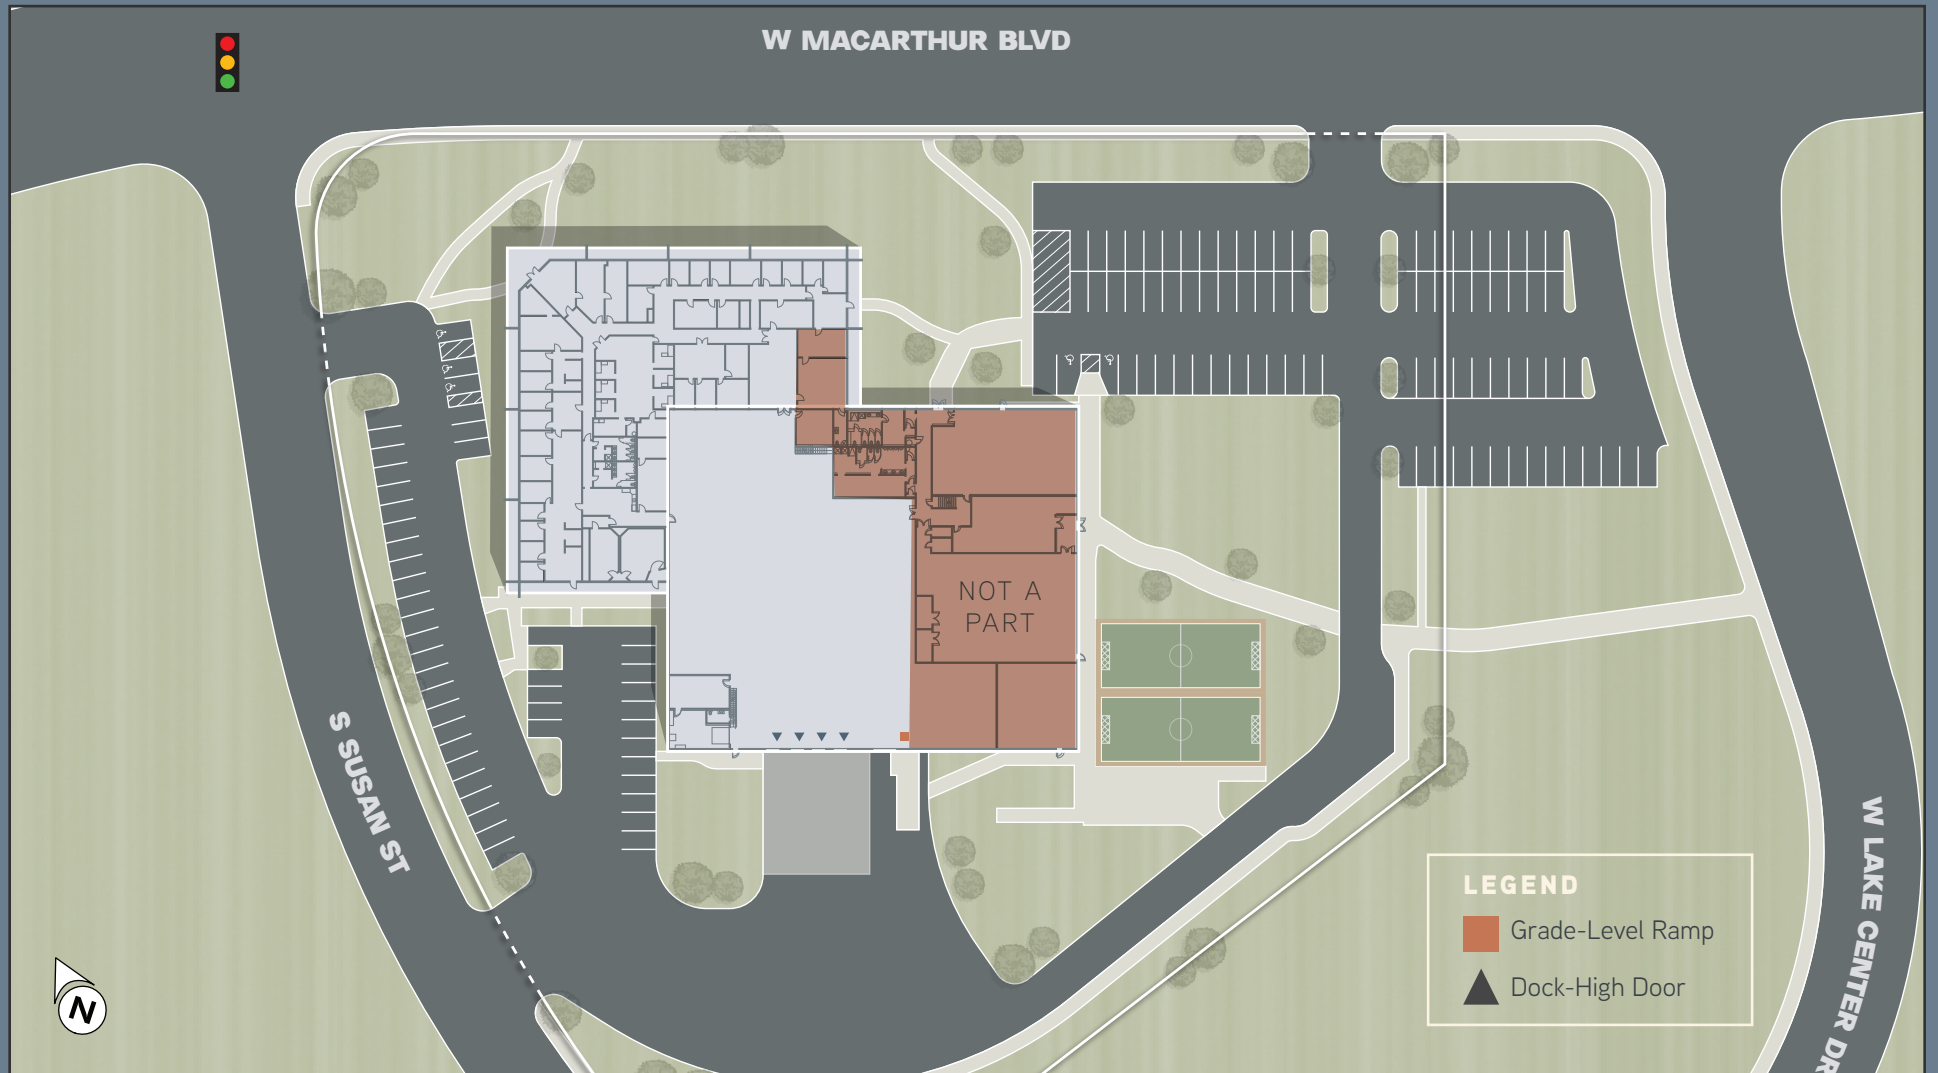 W MACARTHUR BLVD
NOT A
PART
S SUSAN ST
W LAKE CENTER DR
LEGEND
Grade-Level Ramp
Dock-High Door
N